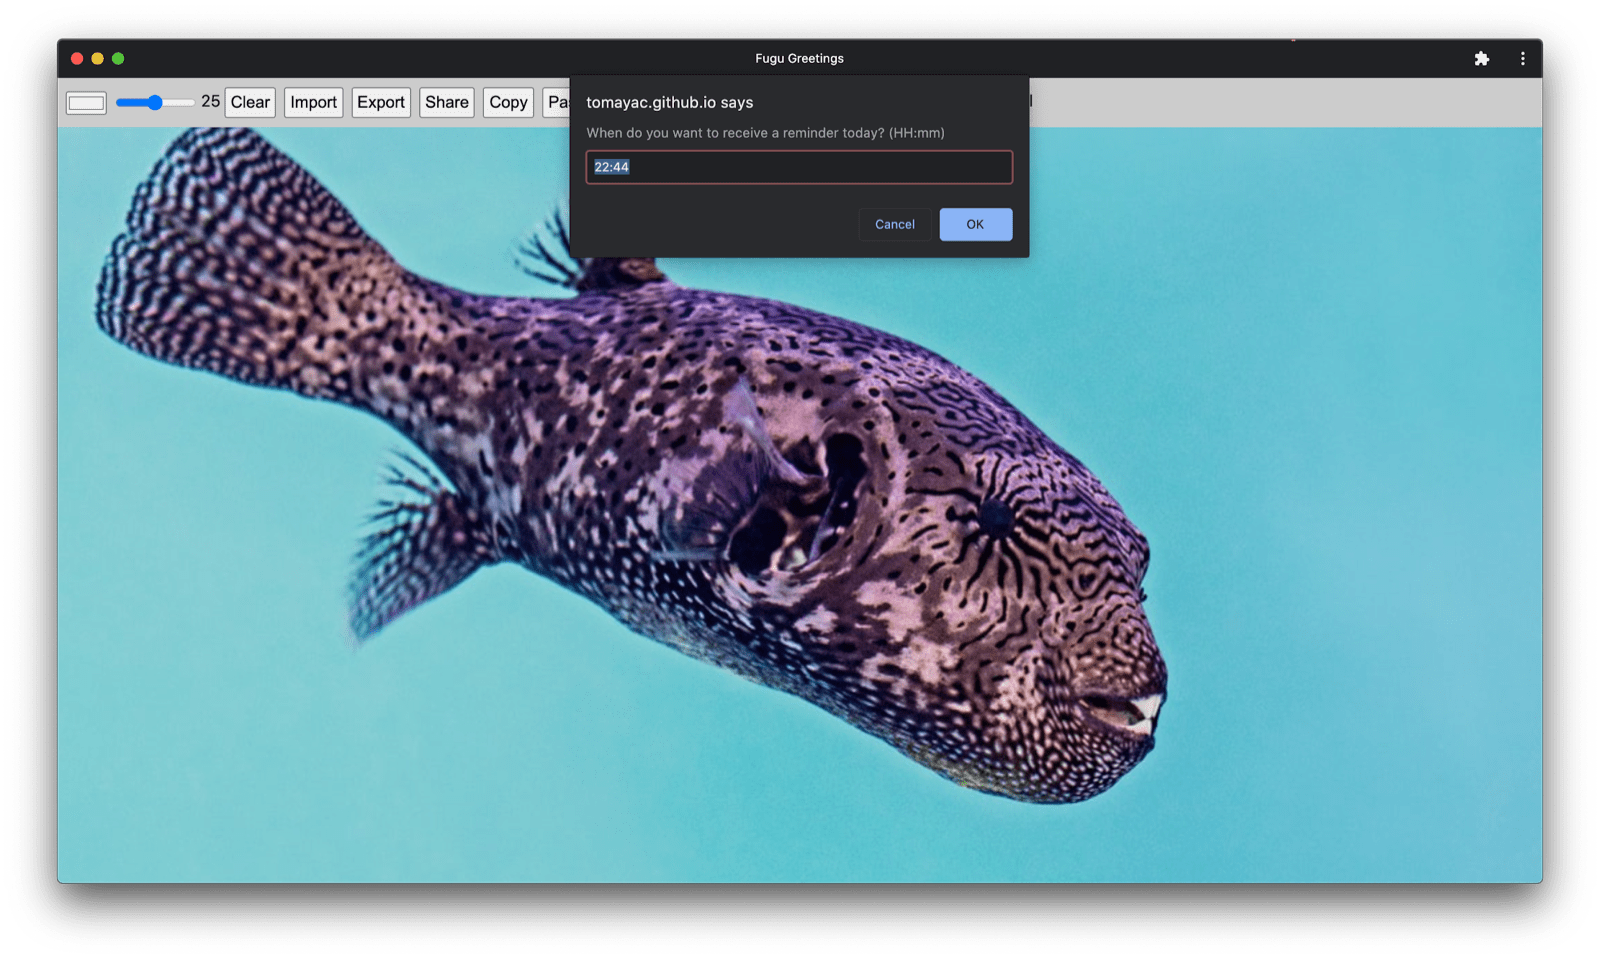 Fugu Greetings
25 Clear Import Export Share Copy
tomayac.github.io says
When do you want to receive a reminder today? (HH:mm)
22:44
Cancel OK